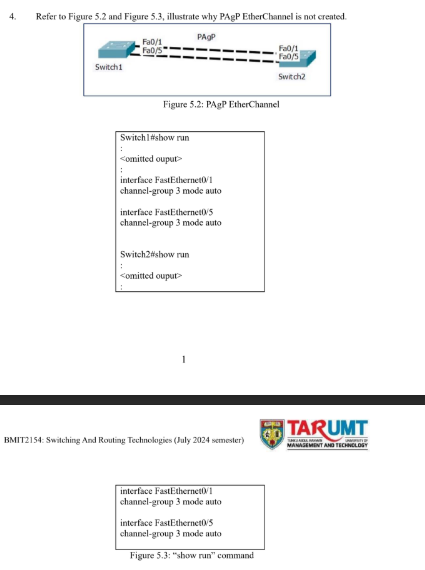 4. Refer to Figure 5.2 and Figure 5.3, illustrate why PAgP EtherChannel is not created.
PAgP
Fa0/1
Fa0/5
Fa0/1
Fa0/5
Switch1
Switch2
Figure 5.2: PAgP EtherChannel
Switch1#show run
:
<omitted ouput>
:
interface FastEthernet0/1
channel-group 3 mode auto
interface FastEthernet0/5
channel-group 3 mode auto
Switch2#show run
:
<omitted ouput>
:
1
BMIT2154: Switching And Routing Technologies (July 2024 semester)
TARUMT
TUNKU ABDUL RAHMAN UNIVERSITY OF
MANAGEMENT AND TECHNOLOGY
interface FastEthernet0/1
channel-group 3 mode auto
interface FastEthernet0/5
channel-group 3 mode auto
Figure 5.3: “show run” command